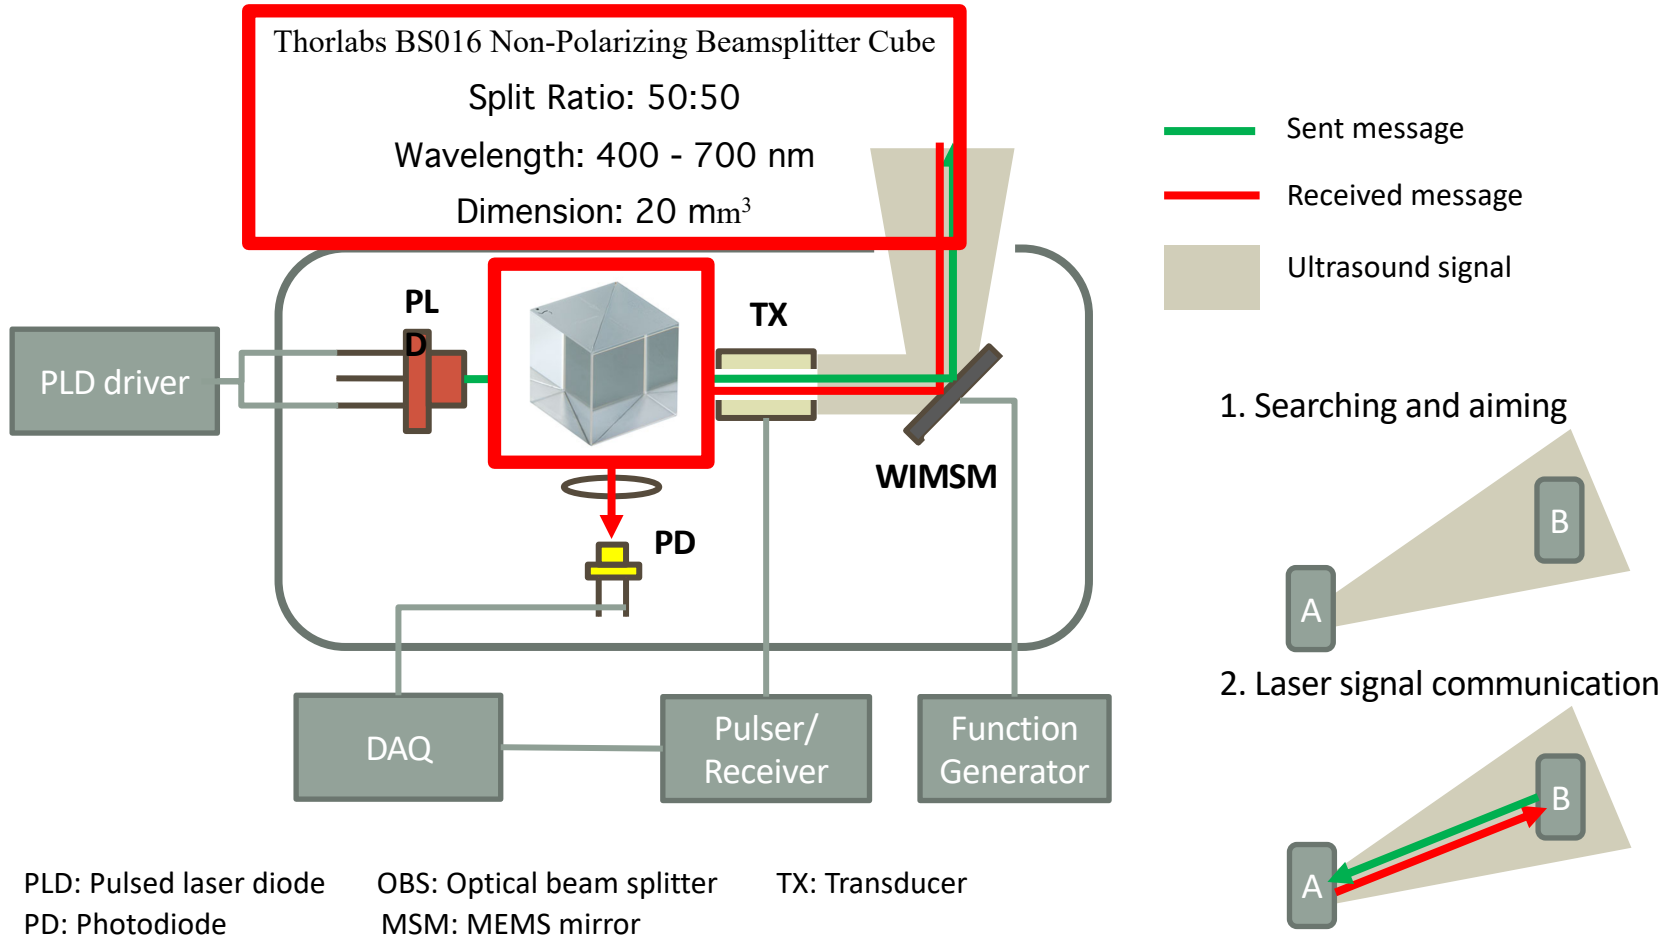 Thorlabs BS016 Non-Polarizing Beamsplitter Cube
Split Ratio: 50:50
Wavelength: 400 - 700 nm
Dimension: 20 mm³
Sent message
Received message
Ultrasound signal
PL
D
TX
PLD driver
WIMSM
PD
DAQ
Pulser/
Receiver
Function
Generator
1. Searching and aiming
B
A
2. Laser signal communication
B
A
PLD: Pulsed laser diode OBS: Optical beam splitter TX: Transducer
PD: Photodiode MSM: MEMS mirror